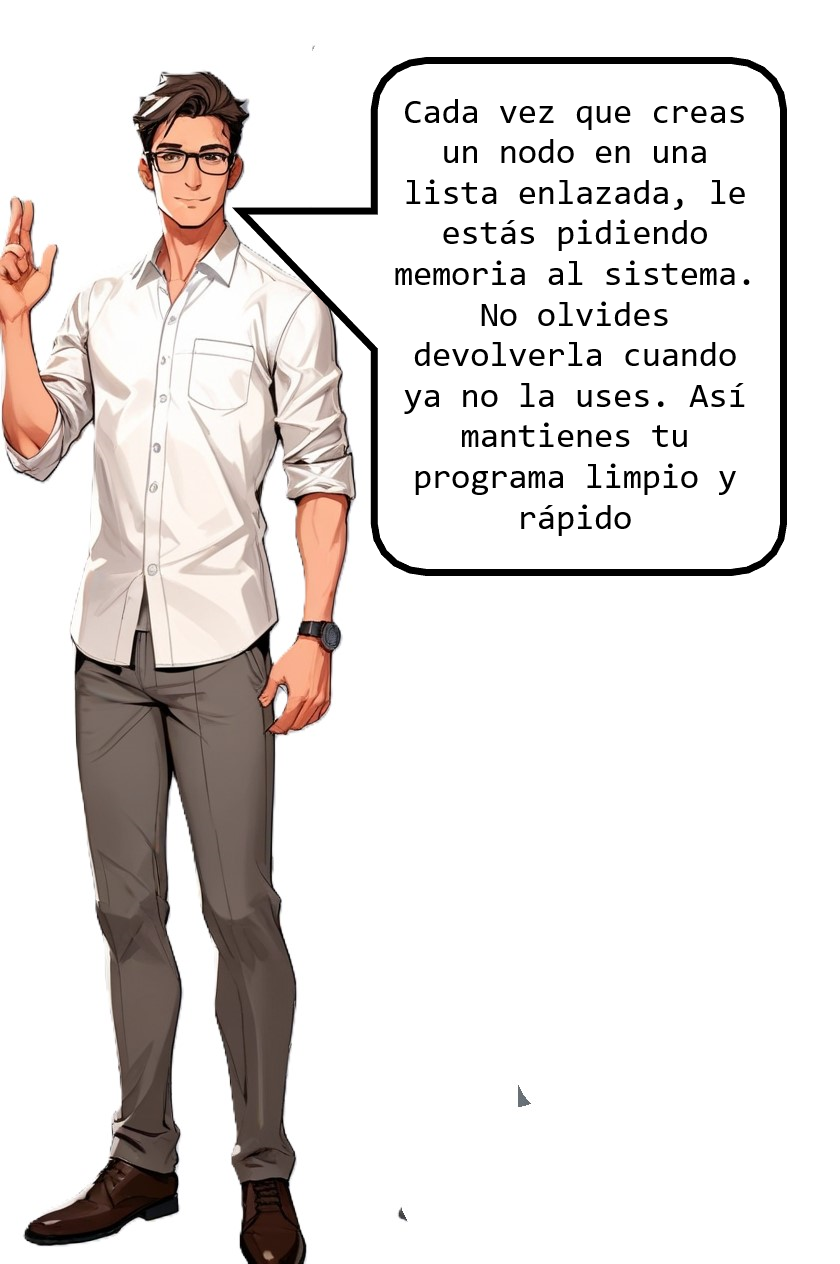 Cada vez que creas
un nodo en una
lista enlazada, le
estás pidiendo
memoria al sistema.
No olvides
devolverla cuando
ya no la uses. Así
mantienes tu
programa limpio y
rápido